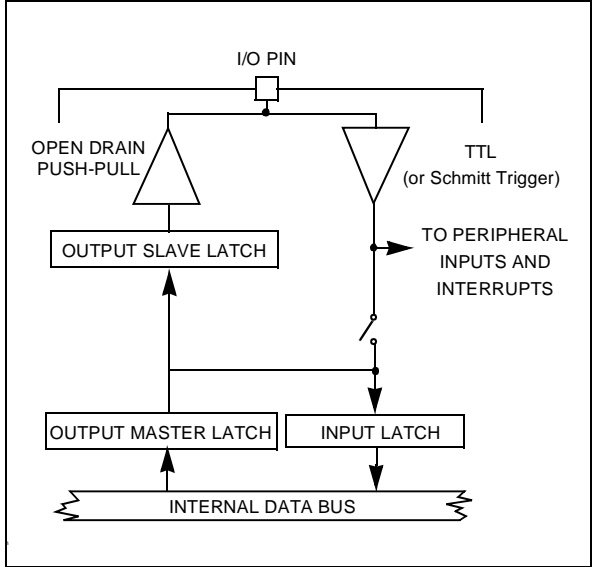 I/O PIN
OPEN DRAIN
PUSH-PULL
TTL
(or Schmitt Trigger)
OUTPUT SLAVE LATCH
TO PERIPHERAL
INPUTS AND
INTERRUPTS
OUTPUT MASTER LATCH
INPUT LATCH
INTERNAL DATA BUS